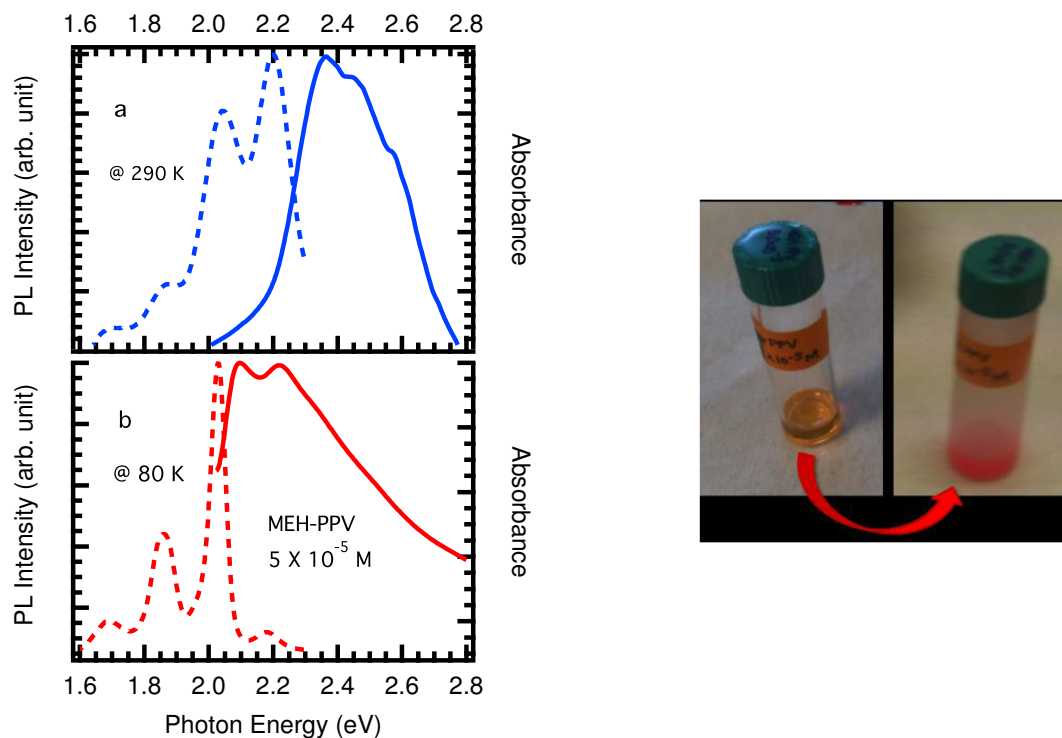 1.6 1.8 2.0 2.2 2.4 2.6 2.8
PL Intensity (arb. unit)
a
@ 290 K
Absorbance
PL Intensity (arb. unit)
b
@ 80 K
MEH-PPV
5 X 10⁻⁵ M
Absorbance
1.6 1.8 2.0 2.2 2.4 2.6 2.8
Photon Energy (eV)